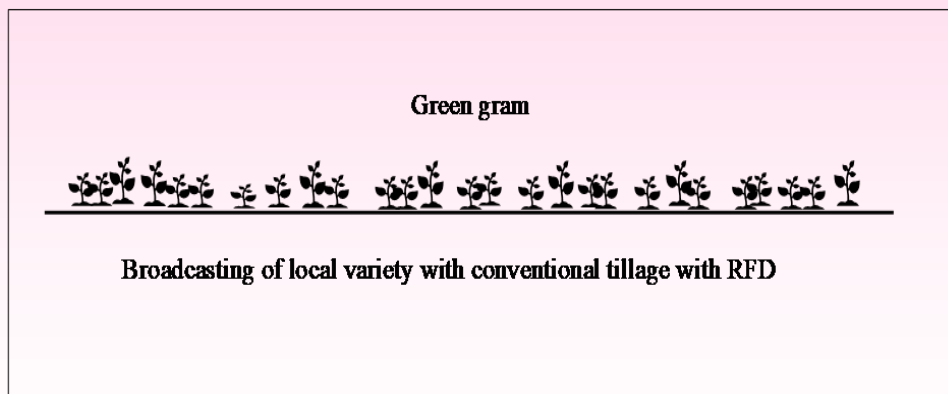 Green gram
Broadcasting of local variety with conventional tillage with RFD